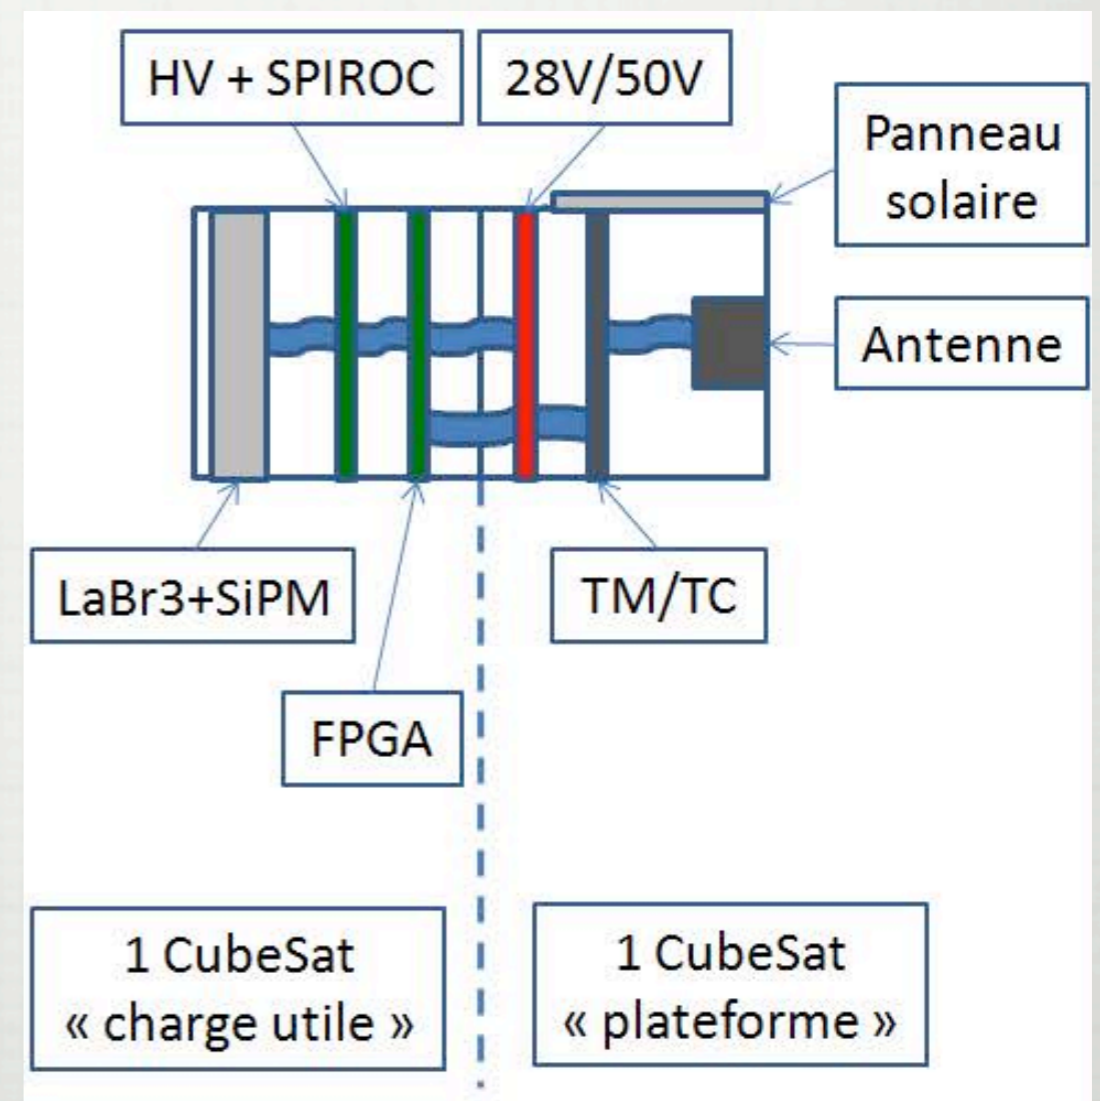 HV + SPIROC
28V/50V
Panneau
solaire
Antenne
LaBr3+SiPM
TM/TC
FPGA
1 CubeSat
« charge utile »
1 CubeSat
« plateforme »